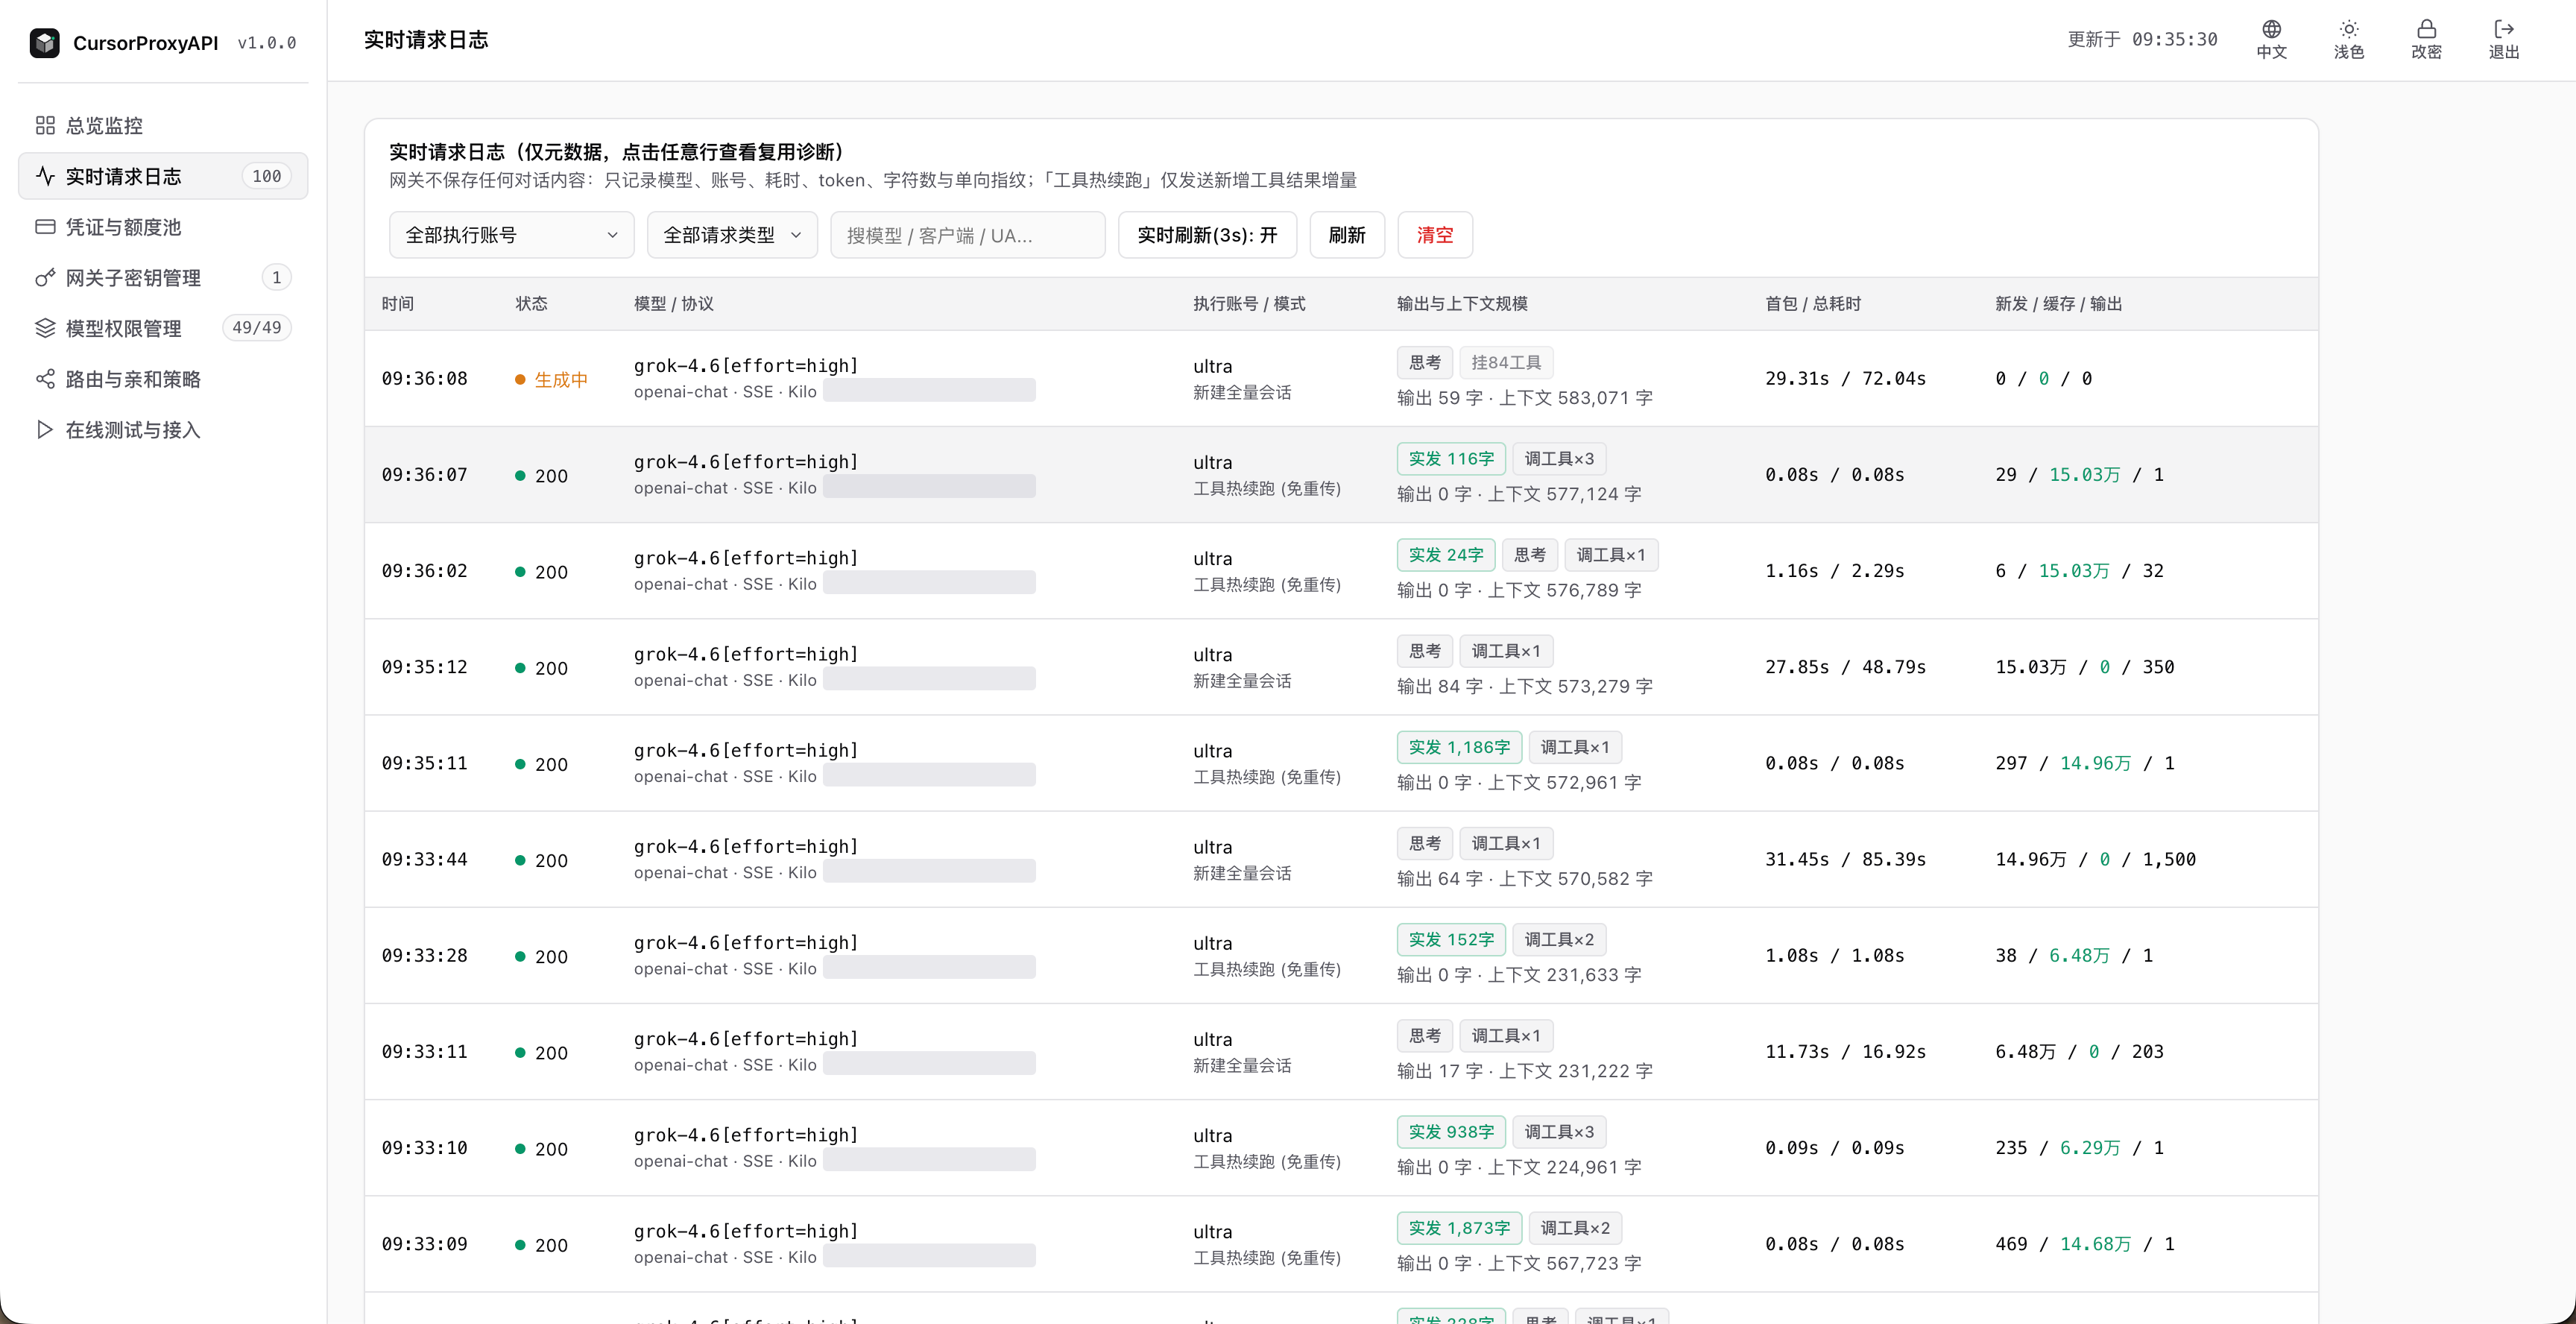 CursorProxyAPI v1.0.0
总览监控
实时请求日志 100
凭证与额度池
网关子密钥管理 1
模型权限管理 49/49
路由与亲和策略
在线测试与接入
实时请求日志
更新于 09:35:30
中文
浅色
改密
退出
实时请求日志（仅元数据，点击任意行查看复用诊断）
网关不保存任何对话内容：只记录模型、账号、耗时、token、字符数与单向指纹；「工具热续跑」仅发送新增工具结果增量
全部执行账号 全部请求类型 搜模型 / 客户端 / UA... 实时刷新(3s): 开 刷新 清空
时间 状态 模型 / 协议 执行账号 / 模式 输出与上下文规模 首包 / 总耗时 新发 / 缓存 / 输出
09:36:08 生成中 grok-4.6[effort=high] ultra 思考 挂84工具 29.31s / 72.04s 0 / 0 / 0
openai-chat · SSE · Kilo 新建全量会话 输出 59 字 · 上下文 583,071 字
09:36:07 200 grok-4.6[effort=high] ultra 实发 116字 调工具×3 0.08s / 0.08s 29 / 15.03万 / 1
openai-chat · SSE · Kilo 工具热续跑 (免重传) 输出 0 字 · 上下文 577,124 字
09:36:02 200 grok-4.6[effort=high] ultra 实发 24字 思考 调工具×1 1.16s / 2.29s 6 / 15.03万 / 32
openai-chat · SSE · Kilo 工具热续跑 (免重传) 输出 0 字 · 上下文 576,789 字
09:35:12 200 grok-4.6[effort=high] ultra 思考 调工具×1 27.85s / 48.79s 15.03万 / 0 / 350
openai-chat · SSE · Kilo 新建全量会话 输出 84 字 · 上下文 573,279 字
09:35:11 200 grok-4.6[effort=high] ultra 实发 1,186字 调工具×1 0.08s / 0.08s 297 / 14.96万 / 1
openai-chat · SSE · Kilo 工具热续跑 (免重传) 输出 0 字 · 上下文 572,961 字
09:33:44 200 grok-4.6[effort=high] ultra 思考 调工具×1 31.45s / 85.39s 14.96万 / 0 / 1,500
openai-chat · SSE · Kilo 新建全量会话 输出 64 字 · 上下文 570,582 字
09:33:28 200 grok-4.6[effort=high] ultra 实发 152字 调工具×2 1.08s / 1.08s 38 / 6.48万 / 1
openai-chat · SSE · Kilo 工具热续跑 (免重传) 输出 0 字 · 上下文 231,633 字
09:33:11 200 grok-4.6[effort=high] ultra 思考 调工具×1 11.73s / 16.92s 6.48万 / 0 / 203
openai-chat · SSE · Kilo 新建全量会话 输出 17 字 · 上下文 231,222 字
09:33:10 200 grok-4.6[effort=high] ultra 实发 938字 调工具×3 0.09s / 0.09s 235 / 6.29万 / 1
openai-chat · SSE · Kilo 工具热续跑 (免重传) 输出 0 字 · 上下文 224,961 字
09:33:09 200 grok-4.6[effort=high] ultra 实发 1,873字 调工具×2 0.08s / 0.08s 469 / 14.68万 / 1
openai-chat · SSE · Kilo 工具热续跑 (免重传) 输出 0 字 · 上下文 567,723 字